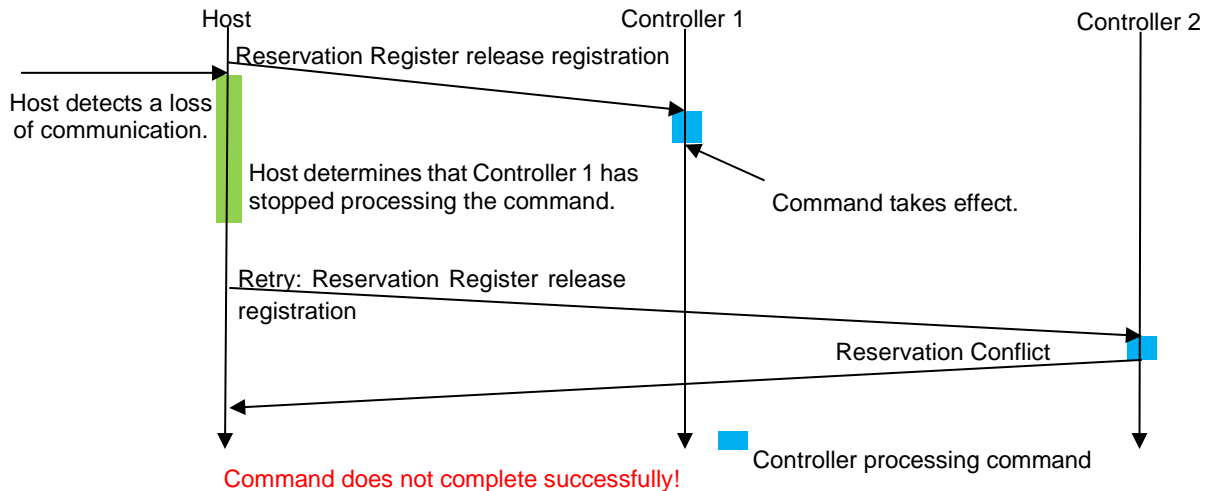 Host
Controller 1
Controller 2
Reservation Register release registration
Host detects a loss
of communication.
Host determines that Controller 1 has
stopped processing the command.
Command takes effect.
Retry: Reservation Register release
registration
Reservation Conflict
Controller processing command
Command does not complete successfully!